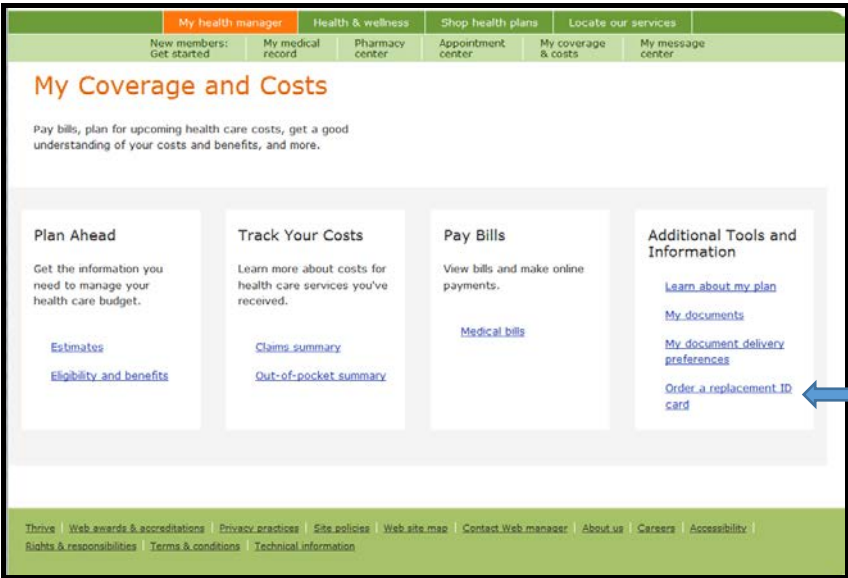 My health manager Health & wellness Shop health plans Locate our services
New members: Get started My medical record Pharmacy center Appointment center My coverage & costs My message center
My Coverage and Costs
Pay bills, plan for upcoming health care costs, get a good
understanding of your costs and benefits, and more.
Plan Ahead
Get the information you
need to manage your
health care budget.
Estimates
Eligibility and benefits
Track Your Costs
Learn more about costs for
health care services you've
received.
Claims summary
Out-of-pocket summary
Pay Bills
View bills and make online
payments.
Medical bills
Additional Tools and
Information
Learn about my plan
My documents
My document delivery
preferences
Order a replacement ID
card
Thrive Web awards & accreditations Privacy practices Site policies Web site map Contact Web manager About us Careers Accessibility
Rights & responsibilities Terms & conditions Technical information